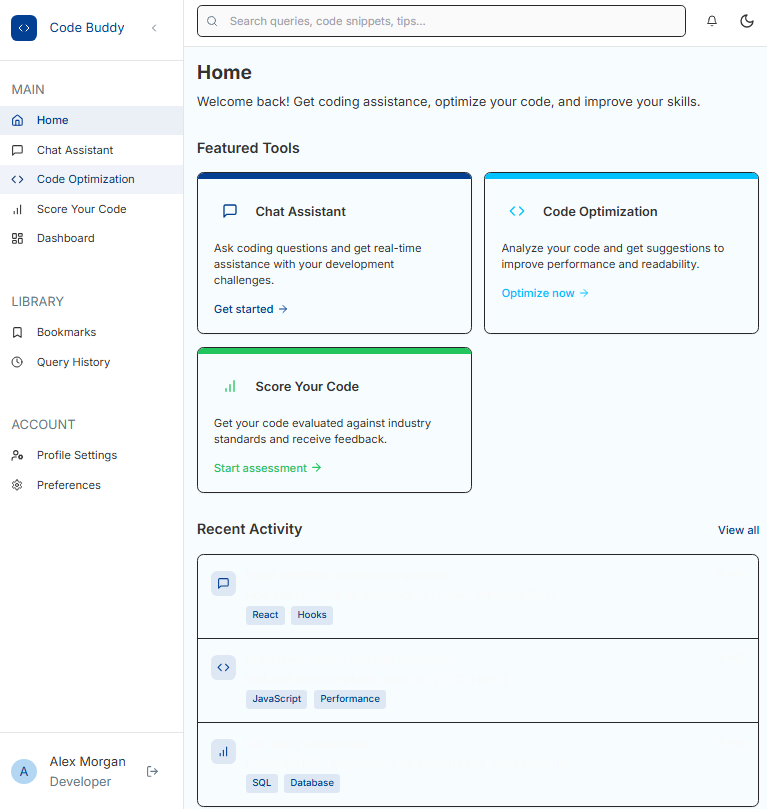 Code Buddy
Search queries, code snippets, tips...
MAIN
Home
Chat Assistant
Code Optimization
Score Your Code
Dashboard
LIBRARY
Bookmarks
Query History
ACCOUNT
Profile Settings
Preferences
A
Alex Morgan
Developer
Home
Welcome back! Get coding assistance, optimize your code, and improve your skills.
Featured Tools
Chat Assistant
Ask coding questions and get real-time
assistance with your development
challenges.
Get started →
Code Optimization
Analyze your code and get suggestions to
improve performance and readability.
Optimize now →
Score Your Code
Get your code evaluated against industry
standards and receive feedback.
Start assessment →
Recent Activity
View all
React Hooks
JavaScript Performance
SQL Database